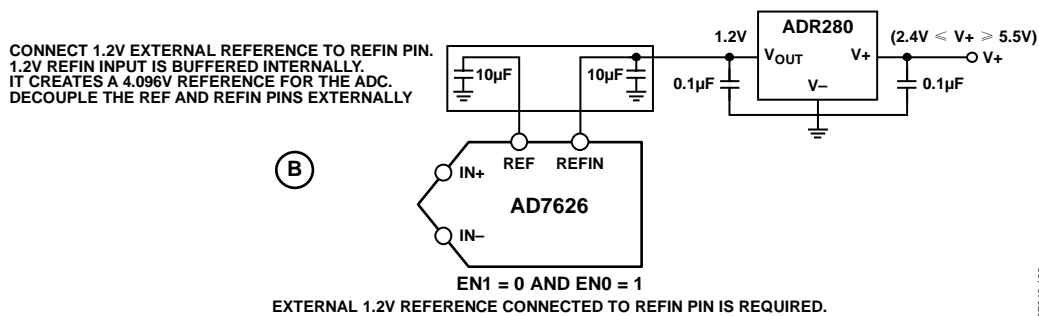 CONNECT 1.2V EXTERNAL REFERENCE TO REFIN PIN.
1.2V REFIN INPUT IS BUFFERED INTERNALLY.
IT CREATES A 4.096V REFERENCE FOR THE ADC.
DECOUPLE THE REF AND REFIN PINS EXTERNALLY
10µF
10µF
1.2V
ADR280
(2.4V ≤ V+ ≥ 5.5V)
VOUT
V+
V+
0.1µF
V–
0.1µF
REF
REFIN
B
IN+
AD7626
IN–
EN1 = 0 AND EN0 = 1
EXTERNAL 1.2V REFERENCE CONNECTED TO REFIN PIN IS REQUIRED.